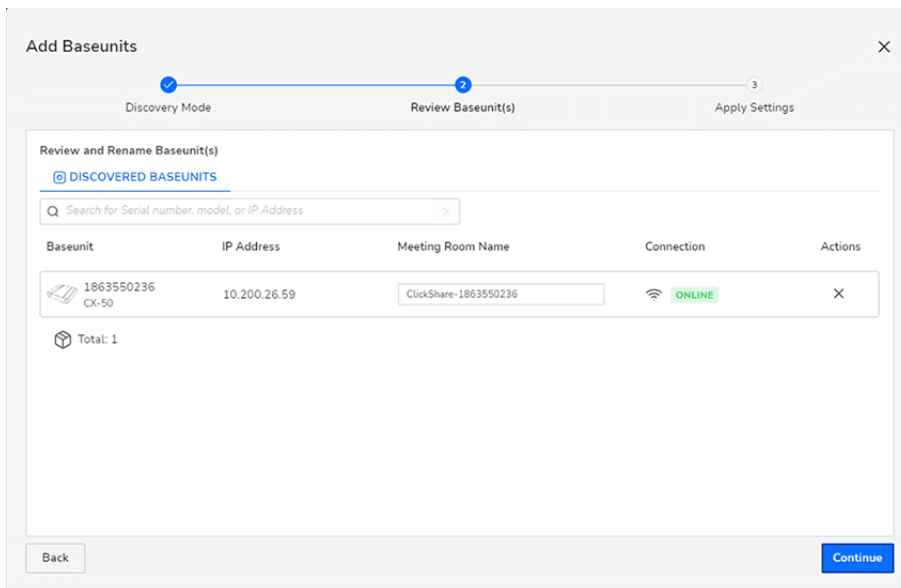 Add Baseunits
2
3
Discovery Mode
Review Baseunit(s)
Apply Settings
Review and Rename Baseunit(s)
DISCOVERED BASEUNITS
Search for Serial number, model, or IP Address
Baseunit
IP Address
Meeting Room Name
Connection
Actions
1863550236
CX-50
10.200.26.59
ClickShare-1863550236
ONLINE
Total: 1
Back
Continue